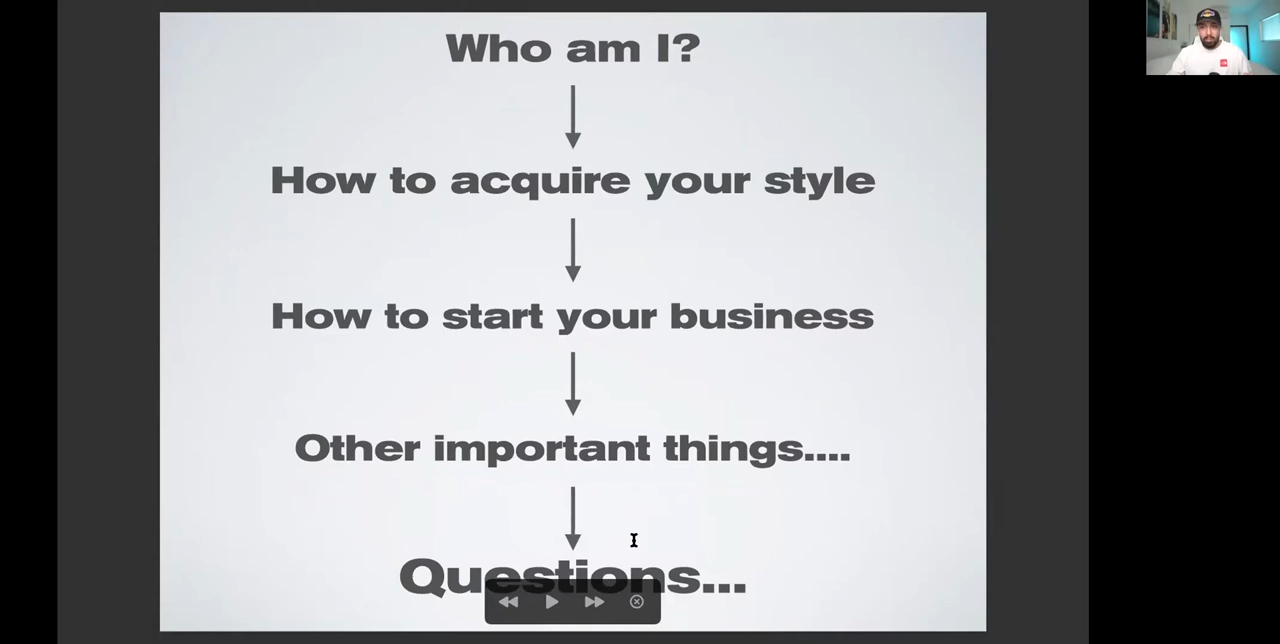 Who am I?
How to acquire your style
How to start your business
Other important things....
Questions...